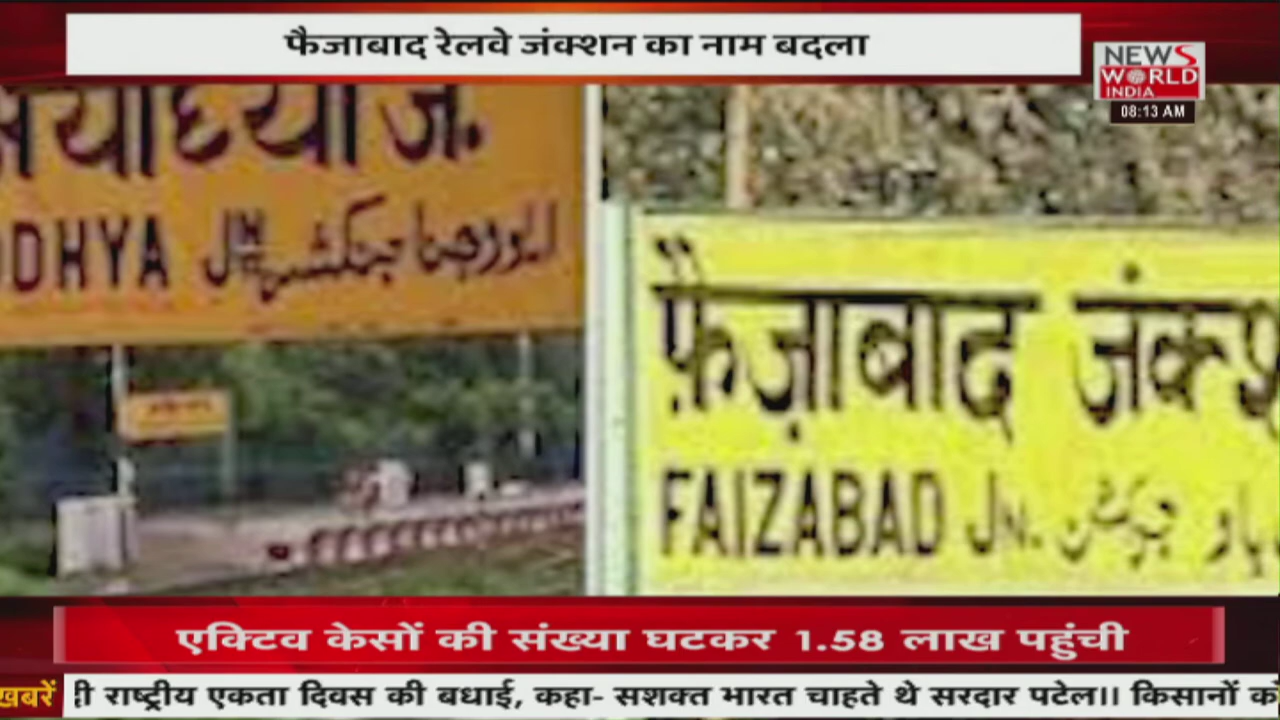 फैजाबाद रेलवे जंक्शन का नाम बदला
NEWS
WORLD
INDIA
08:13 AM
जं.
DHYA JN
फ़ैज़ाबाद
FAIZABAD JN.
एक्टिव केसों की संख्या घटकर 1.58 लाख पहुंची
खबरें
राष्ट्रीय एकता दिवस की बधाई, कहा- सशक्त भारत चाहते थे सरदार पटेल।। किसानों